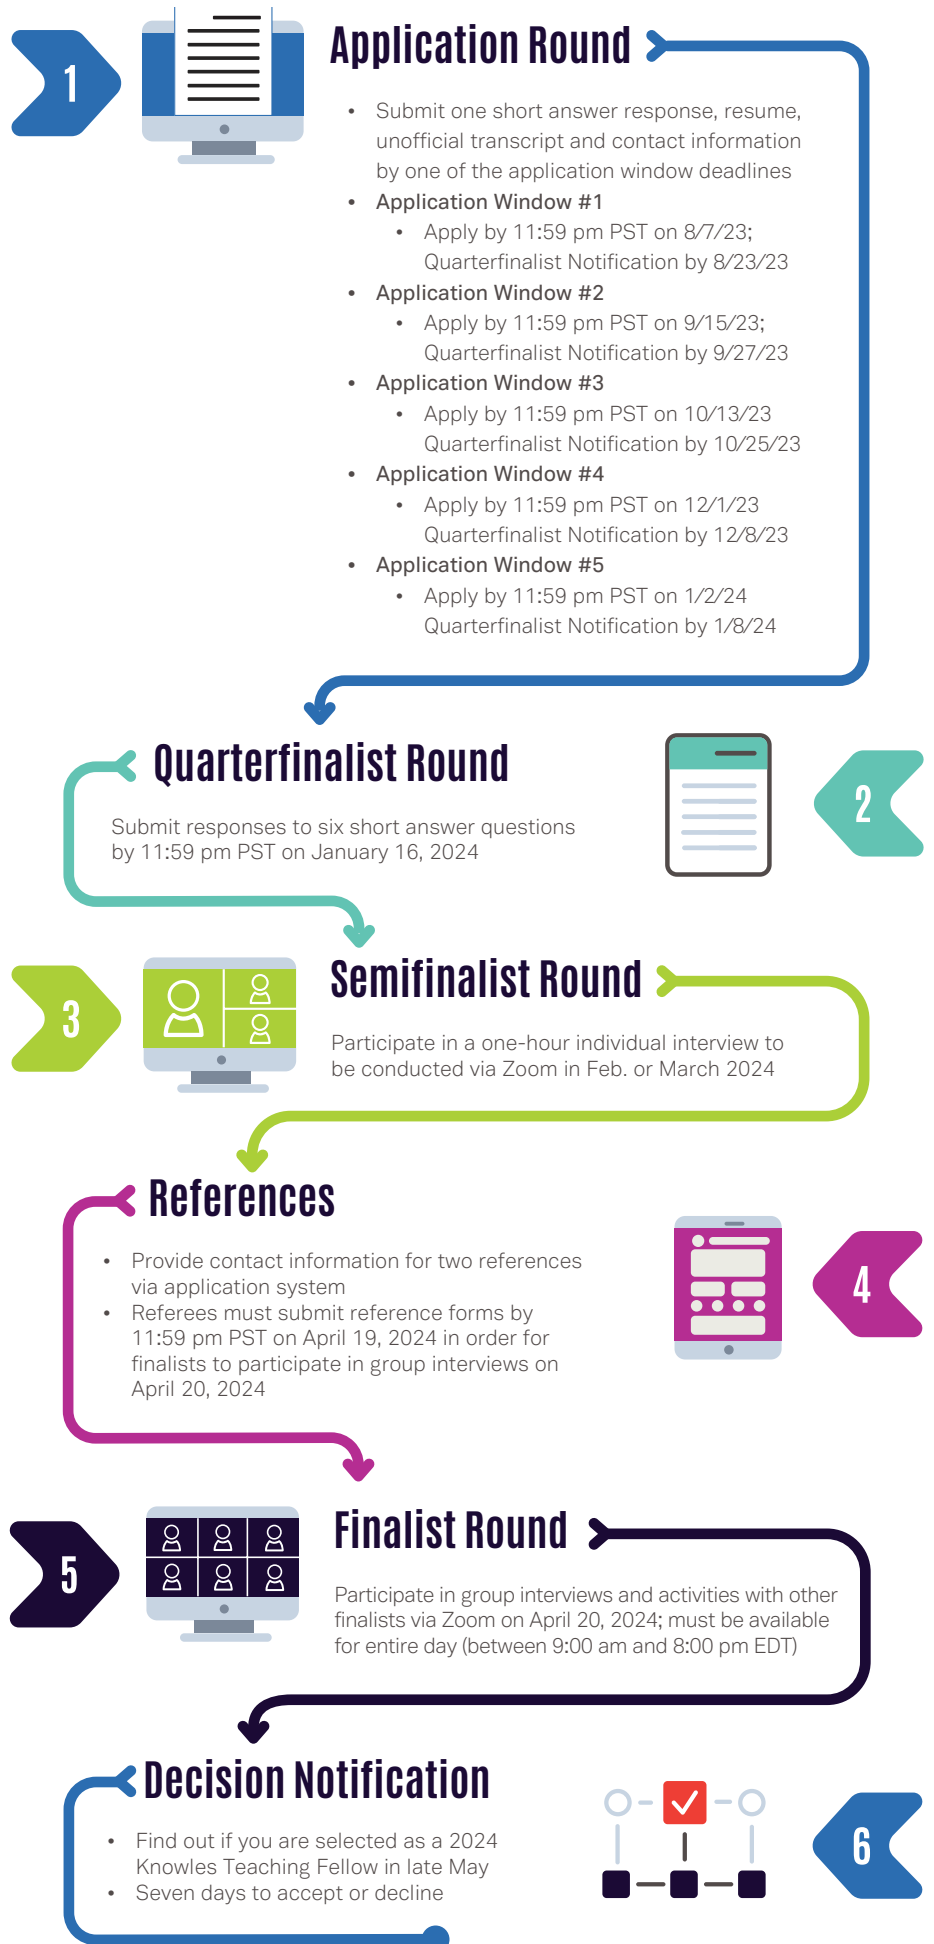 1
Application Round
• Submit one short answer response, resume,
unofficial transcript and contact information
by one of the application window deadlines
• Application Window #1
• Apply by 11:59 pm PST on 8/7/23;
Quarterfinalist Notification by 8/23/23
• Application Window #2
• Apply by 11:59 pm PST on 9/15/23;
Quarterfinalist Notification by 9/27/23
• Application Window #3
• Apply by 11:59 pm PST on 10/13/23
Quarterfinalist Notification by 10/25/23
• Application Window #4
• Apply by 11:59 pm PST on 12/1/23
Quarterfinalist Notification by 12/8/23
• Application Window #5
• Apply by 11:59 pm PST on 1/2/24
Quarterfinalist Notification by 1/8/24
Quarterfinalist Round
Submit responses to six short answer questions
by 11:59 pm PST on January 16, 2024
2
3
Semifinalist Round
Participate in a one-hour individual interview to
be conducted via Zoom in Feb. or March 2024
References
• Provide contact information for two references
via application system
• Referees must submit reference forms by
11:59 pm PST on April 19, 2024 in order for
finalists to participate in group interviews on
April 20, 2024
4
5
Finalist Round
Participate in group interviews and activities with other
finalists via Zoom on April 20, 2024; must be available
for entire day (between 9:00 am and 8:00 pm EDT)
Decision Notification
• Find out if you are selected as a 2024
Knowles Teaching Fellow in late May
• Seven days to accept or decline
6